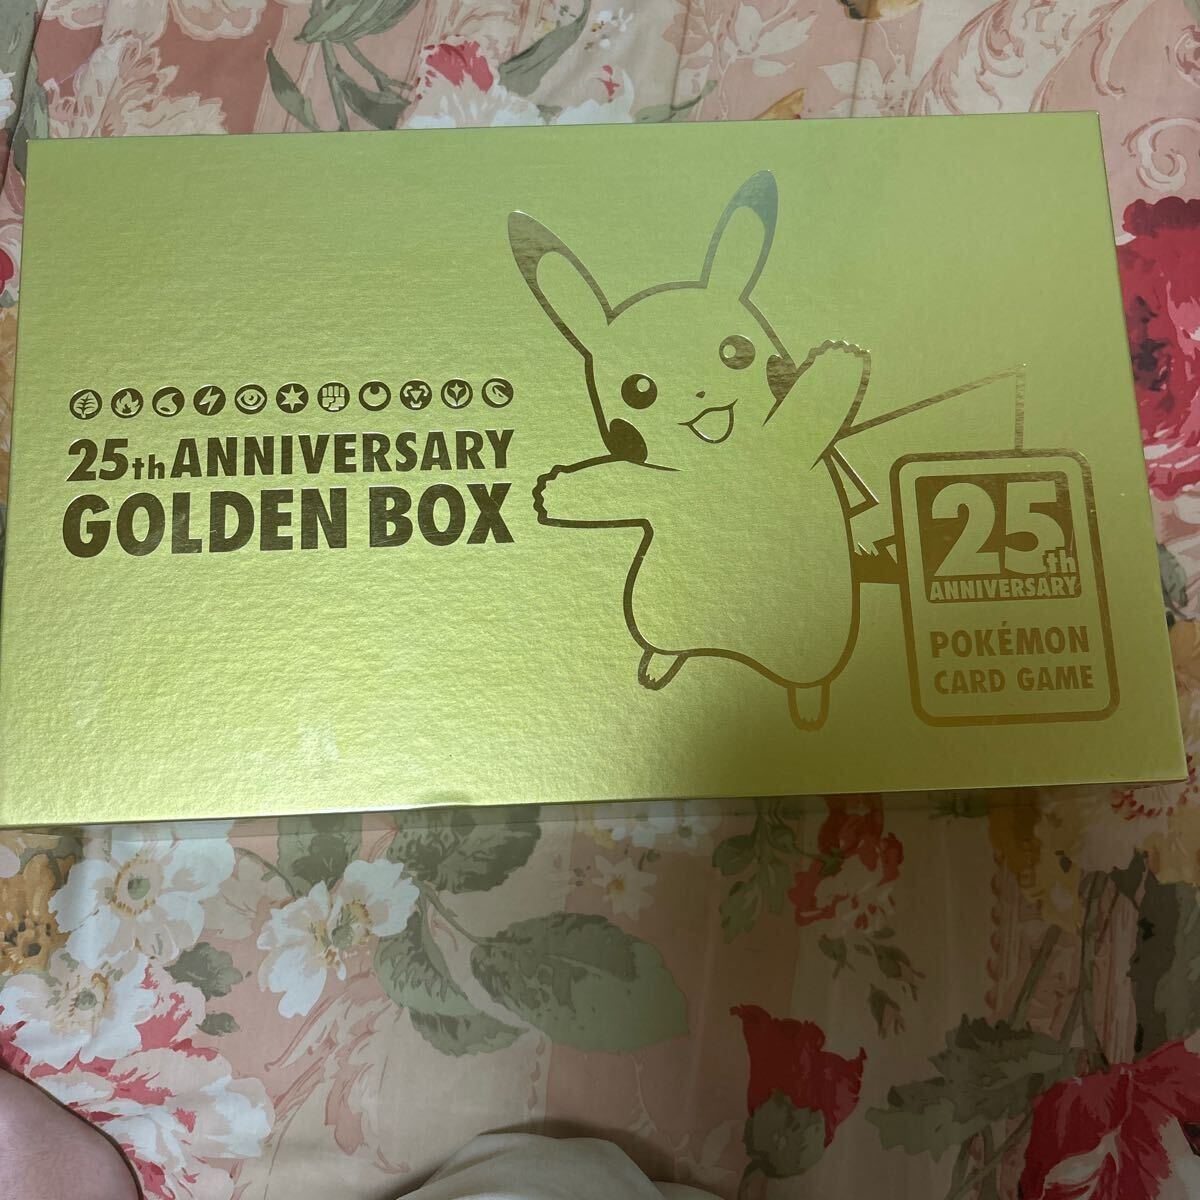 25th ANNIVERSARY
GOLDEN BOX
25th
ANNIVERSARY
POKÉMON
CARD GAME